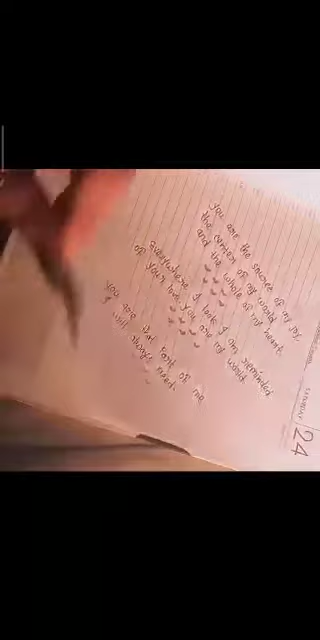 SATURDAY
24
you are the source of my joy,
the center of my world
and the whole of my heart.
Everywhere I look I am reminded
of your love. you are my world.
you are that part of me
I will always need.